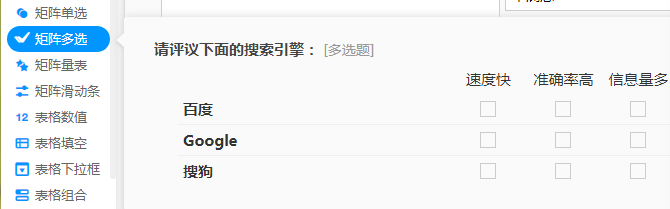 矩阵单选
矩阵多选
矩阵量表
矩阵滑动条
12 表格数值
表格填空
表格下拉框
表格组合
请评议下面的搜索引擎： [多选题]
速度快 准确率高 信息量多
百度
Google
搜狗